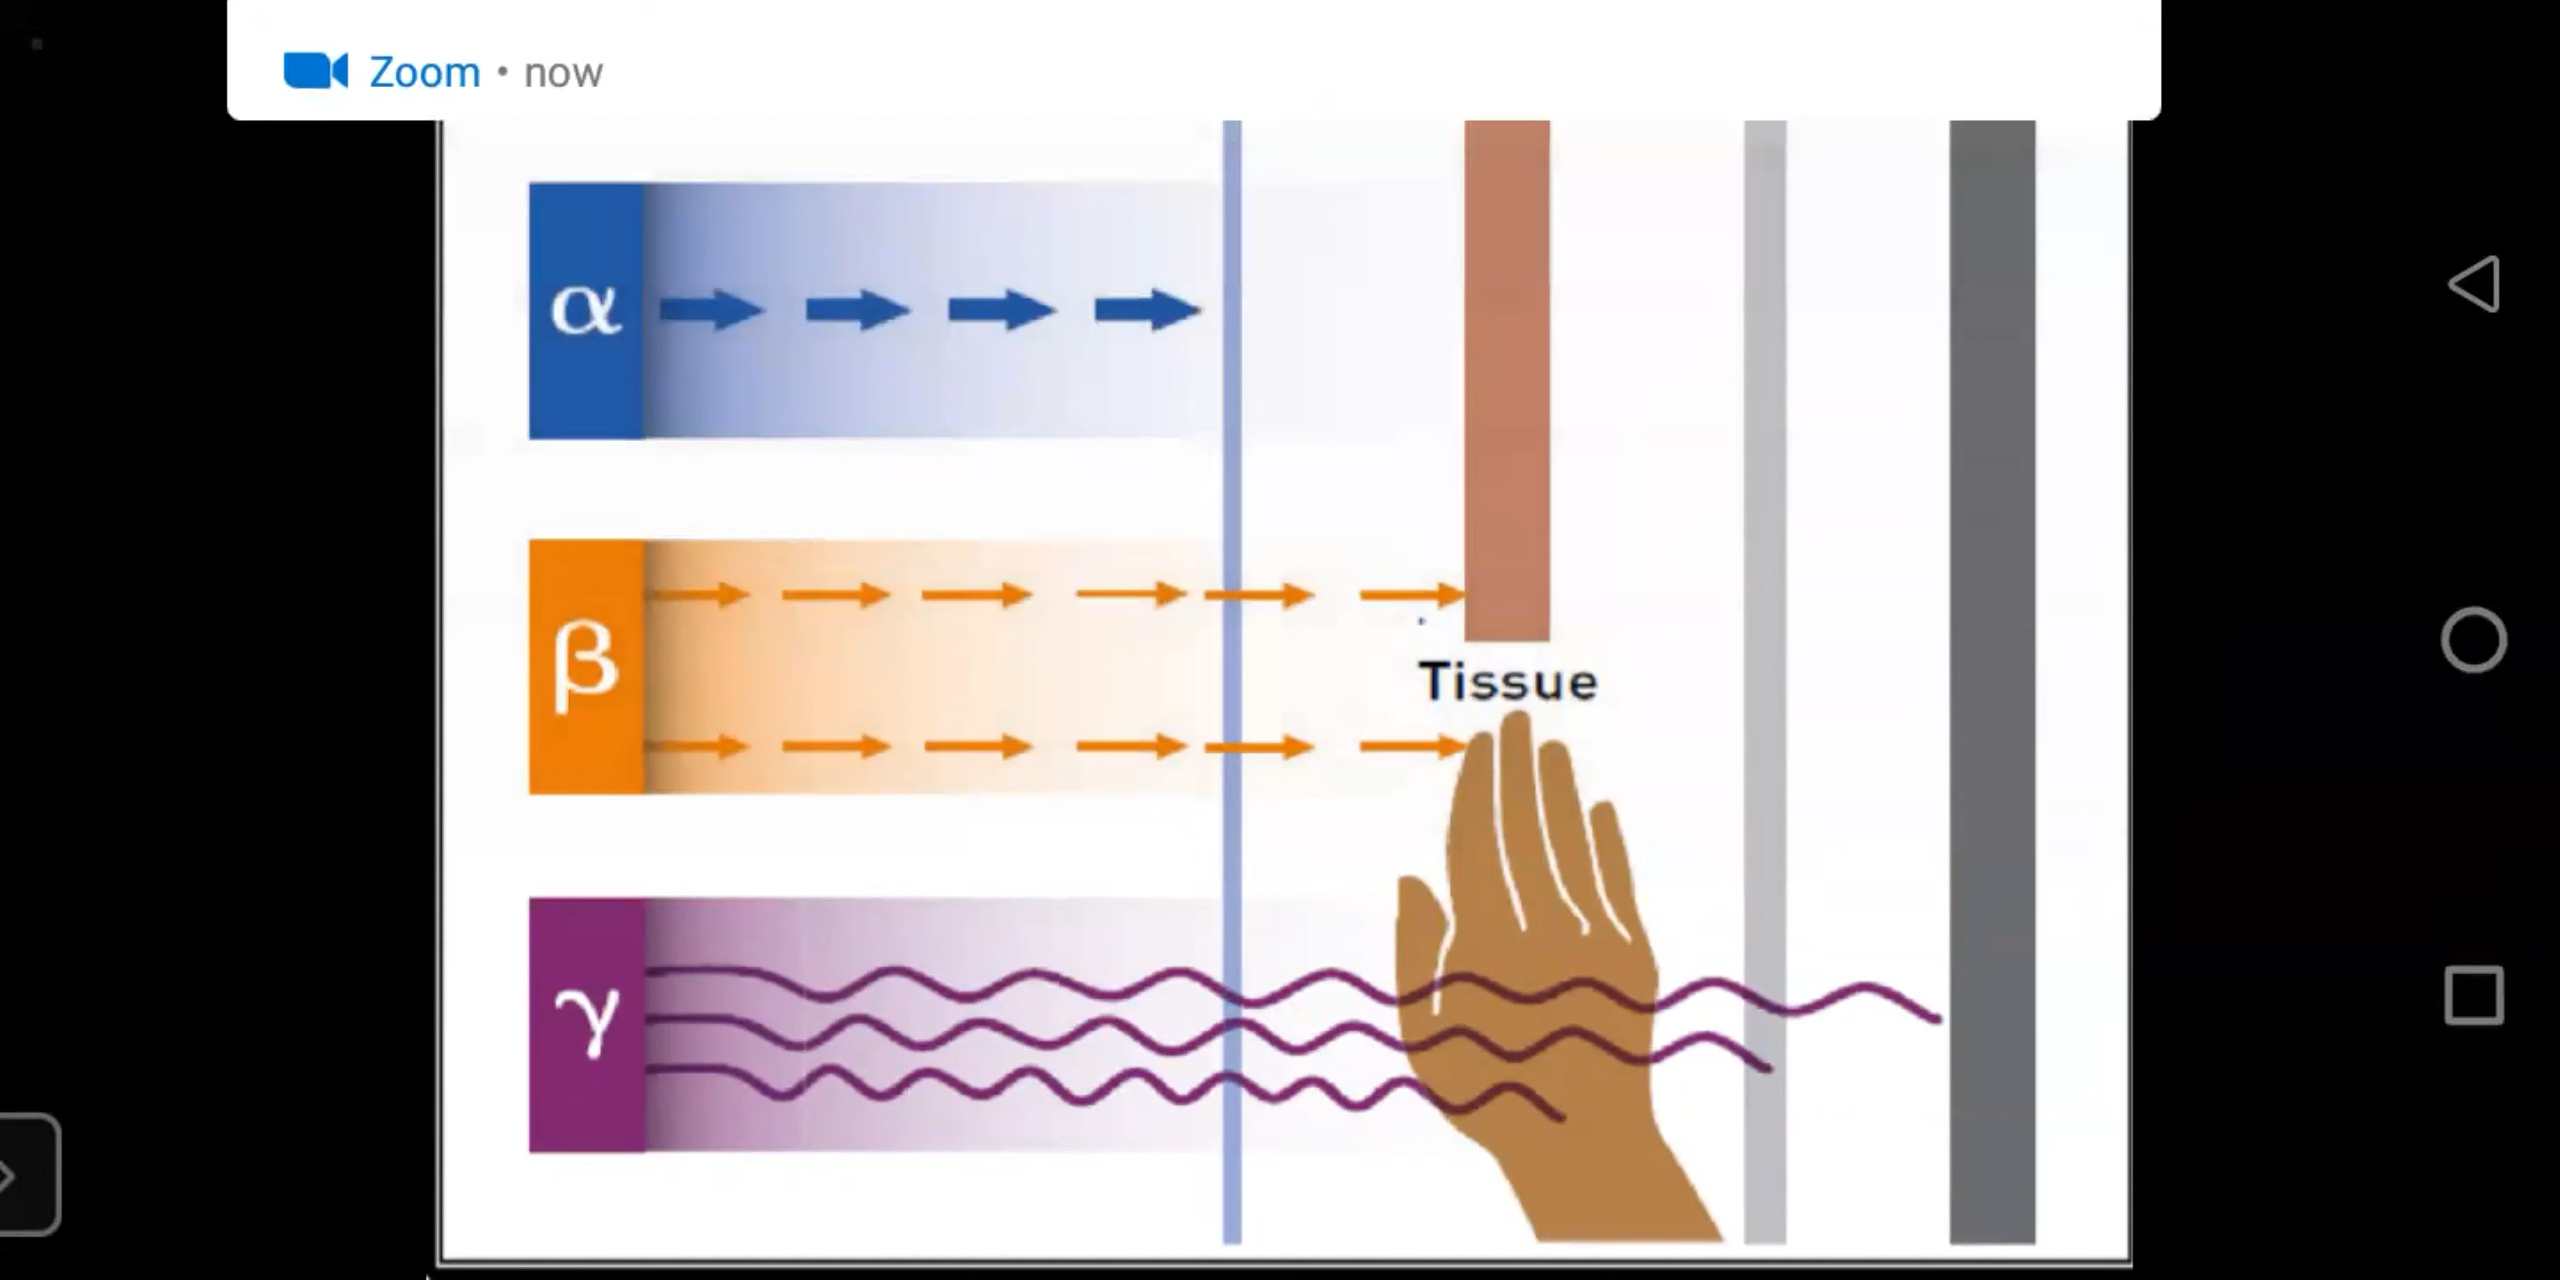 Zoom • now
α
β
Tissue
γ